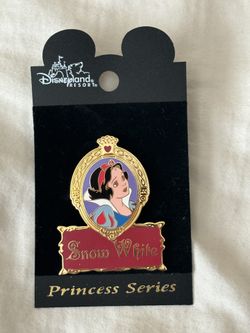 Disneyland
RESORT
Snow White
Princess Series